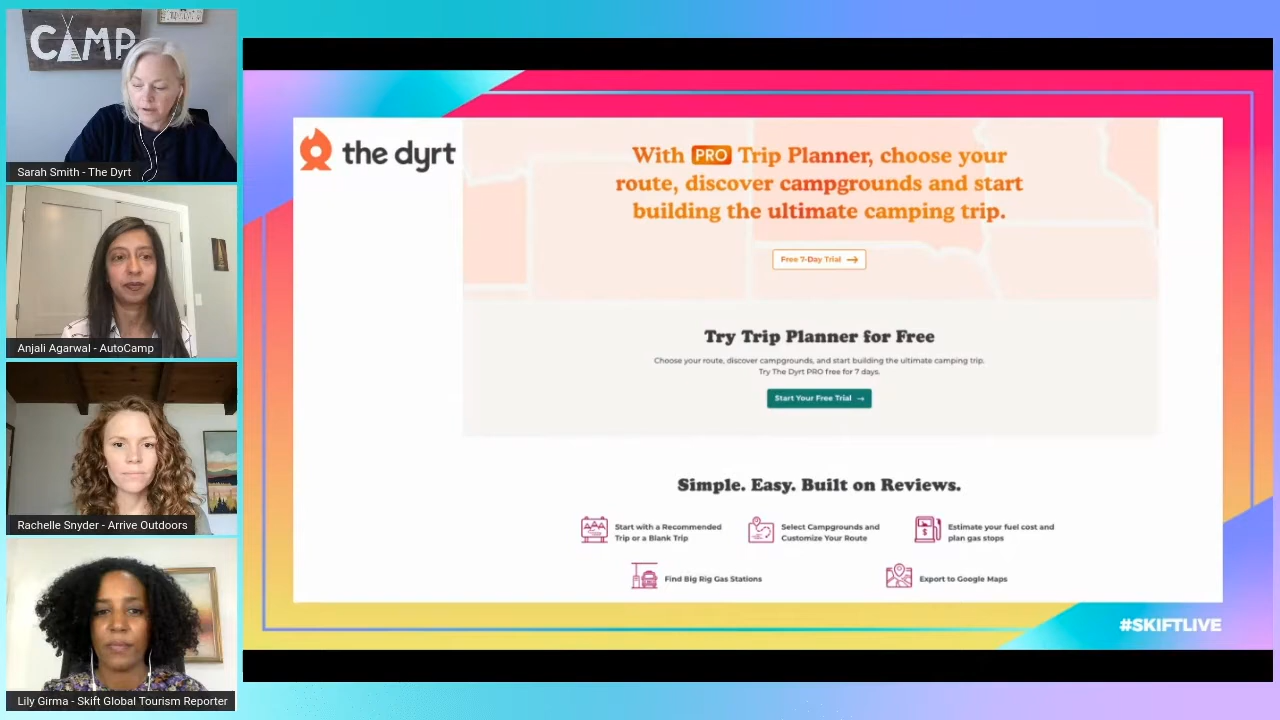 CAMP
Sarah Smith - The Dyrt
Anjali Agarwal - AutoCamp
Rachelle Snyder - Arrive Outdoors
Lily Girma - Skift Global Tourism Reporter
the dyrt
With PRO Trip Planner, choose your
route, discover campgrounds and start
building the ultimate camping trip.
Free 7-Day Trial
Try Trip Planner for Free
Choose your route, discover campgrounds, and start building the ultimate camping trip.
Try The Dyrt PRO free for 7 days.
Start Your Free Trial
Simple. Easy. Built on Reviews.
Start with a Recommended
Trip or a Blank Trip
Select Campgrounds and
Customize Your Route
Estimate your fuel cost and
plan gas stops
Find Big Rig Gas Stations
Export to Google Maps
#SKIFTLIVE